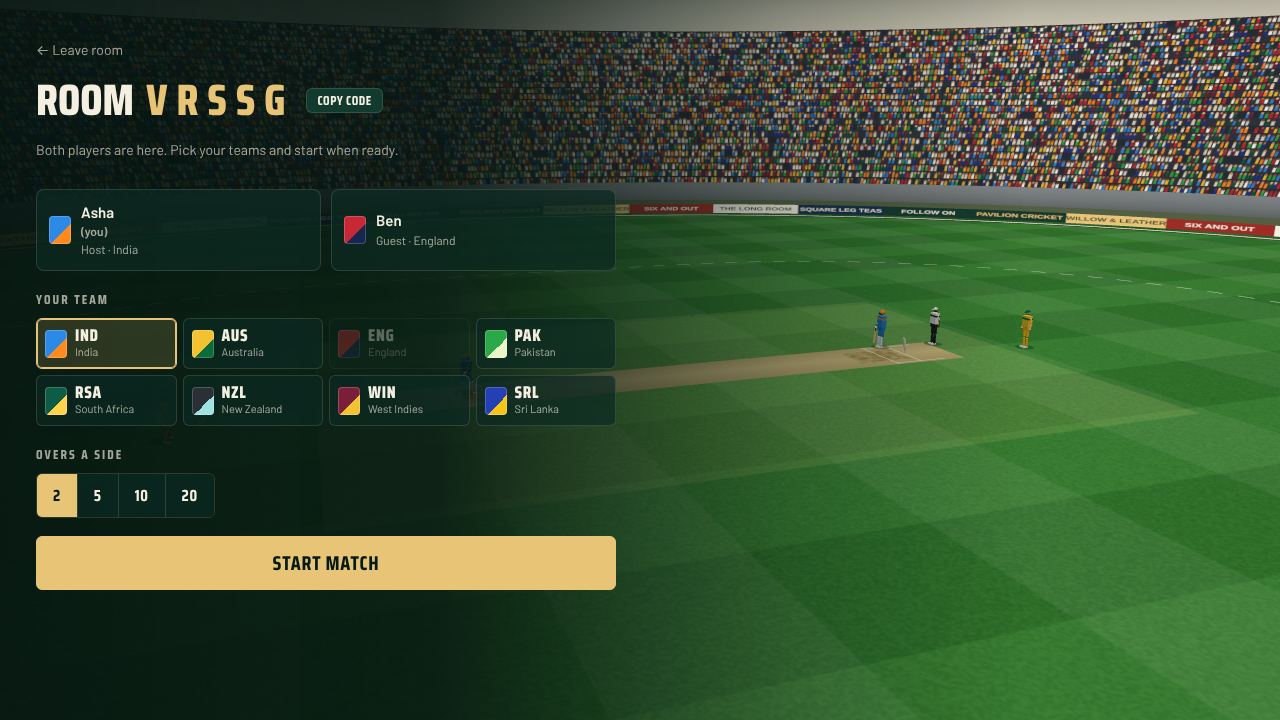 ← Leave room
ROOM VRSSG COPY CODE
Both players are here. Pick your teams and start when ready.
Asha
(you)
Host · India
Ben
Guest · England
SIX AND OUT THE LONG ROOM SQUARE LEG TEAS FOLLOW ON PAVILION CRICKET WILLOW & LEATHER SIX AND OUT
YOUR TEAM
IND
India
AUS
Australia
ENG
England
PAK
Pakistan
RSA
South Africa
NZL
New Zealand
WIN
West Indies
SRL
Sri Lanka
OVERS A SIDE
2 5 10 20
START MATCH